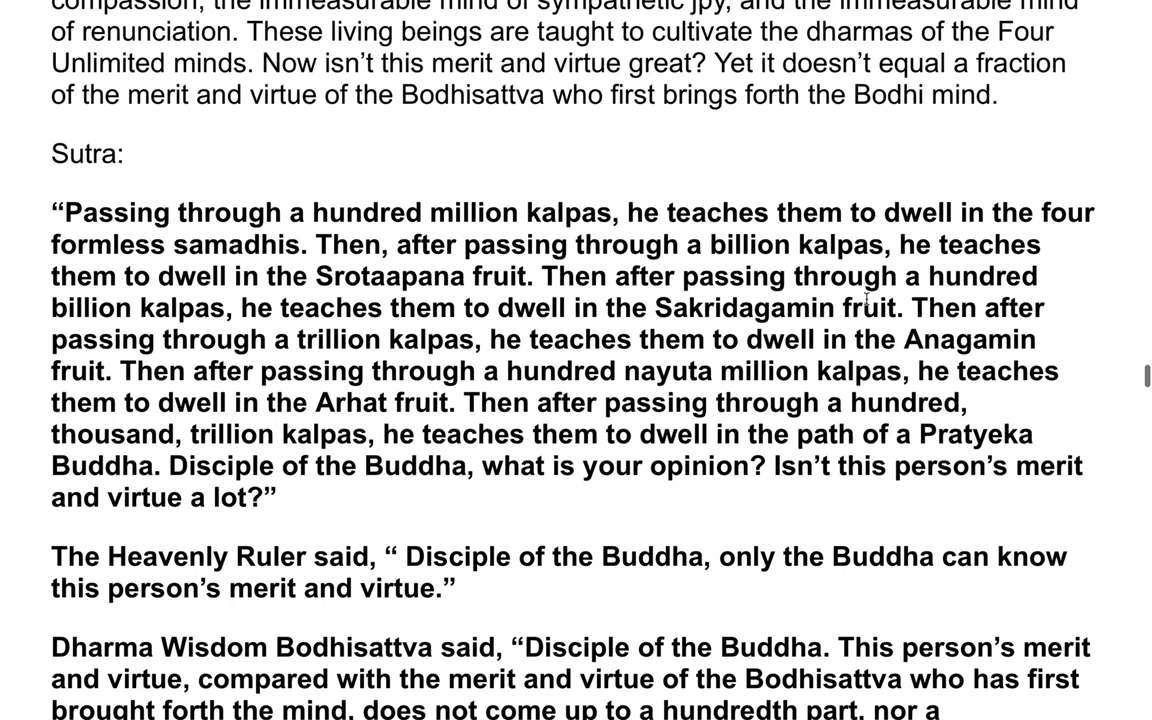 compassion, the immeasurable mind of sympathetic jpy, and the immeasurable mind
of renunciation. These living beings are taught to cultivate the dharmas of the Four
Unlimited minds. Now isn’t this merit and virtue great? Yet it doesn’t equal a fraction
of the merit and virtue of the Bodhisattva who first brings forth the Bodhi mind.
Sutra:
“Passing through a hundred million kalpas, he teaches them to dwell in the four
formless samadhis. Then, after passing through a billion kalpas, he teaches
them to dwell in the Srotaapana fruit. Then after passing through a hundred
billion kalpas, he teaches them to dwell in the Sakridagamin fruit. Then after
passing through a trillion kalpas, he teaches them to dwell in the Anagamin
fruit. Then after passing through a hundred nayuta million kalpas, he teaches
them to dwell in the Arhat fruit. Then after passing through a hundred,
thousand, trillion kalpas, he teaches them to dwell in the path of a Pratyeka
Buddha. Disciple of the Buddha, what is your opinion? Isn’t this person’s merit
and virtue a lot?”
The Heavenly Ruler said, “ Disciple of the Buddha, only the Buddha can know
this person’s merit and virtue.”
Dharma Wisdom Bodhisattva said, “Disciple of the Buddha. This person’s merit
and virtue, compared with the merit and virtue of the Bodhisattva who has first
brought forth the mind, does not come up to a hundredth part, nor a